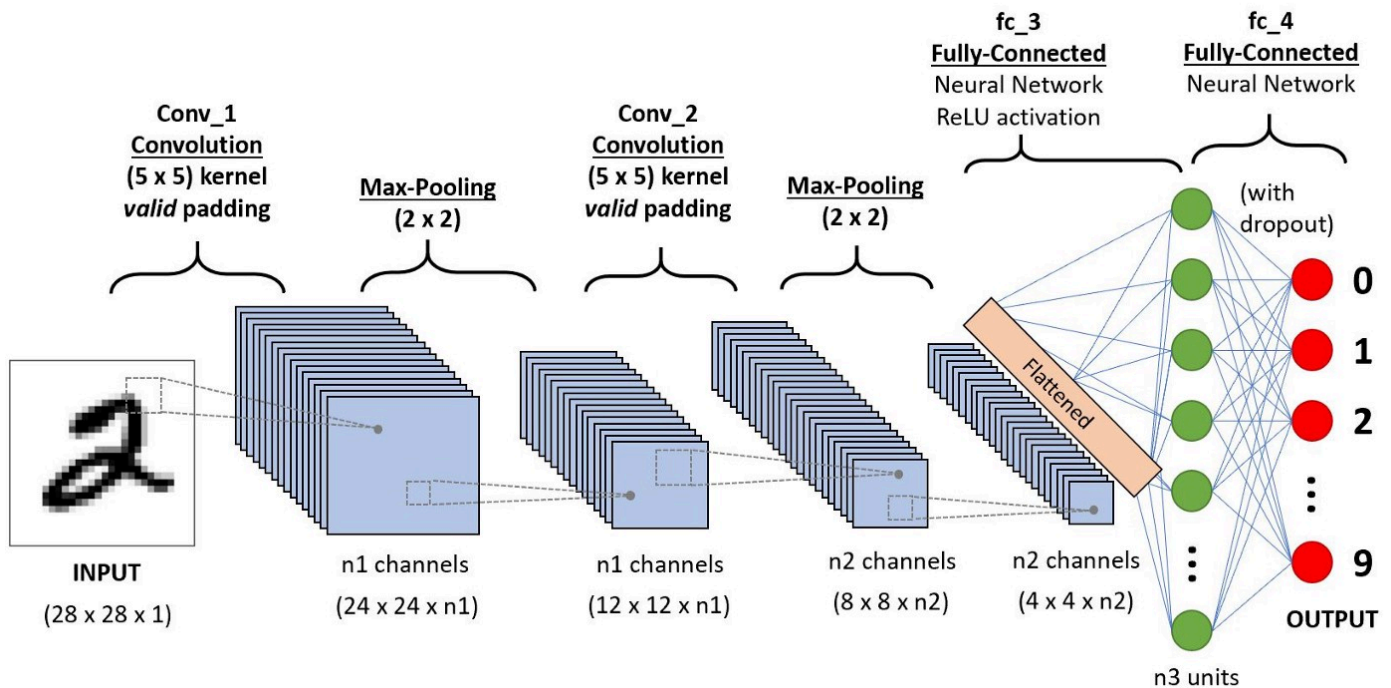 Conv_1
Convolution
(5 x 5) kernel
valid padding
Max-Pooling
(2 x 2)
Conv_2
Convolution
(5 x 5) kernel
valid padding
Max-Pooling
(2 x 2)
fc_3
Fully-Connected
Neural Network
ReLU activation
fc_4
Fully-Connected
Neural Network
(with
dropout)
2
INPUT
(28 x 28 x 1)
n1 channels
(24 x 24 x n1)
n1 channels
(12 x 12 x n1)
n2 channels
(8 x 8 x n2)
n2 channels
(4 x 4 x n2)
Flattened
n3 units
0
1
2
9
OUTPUT